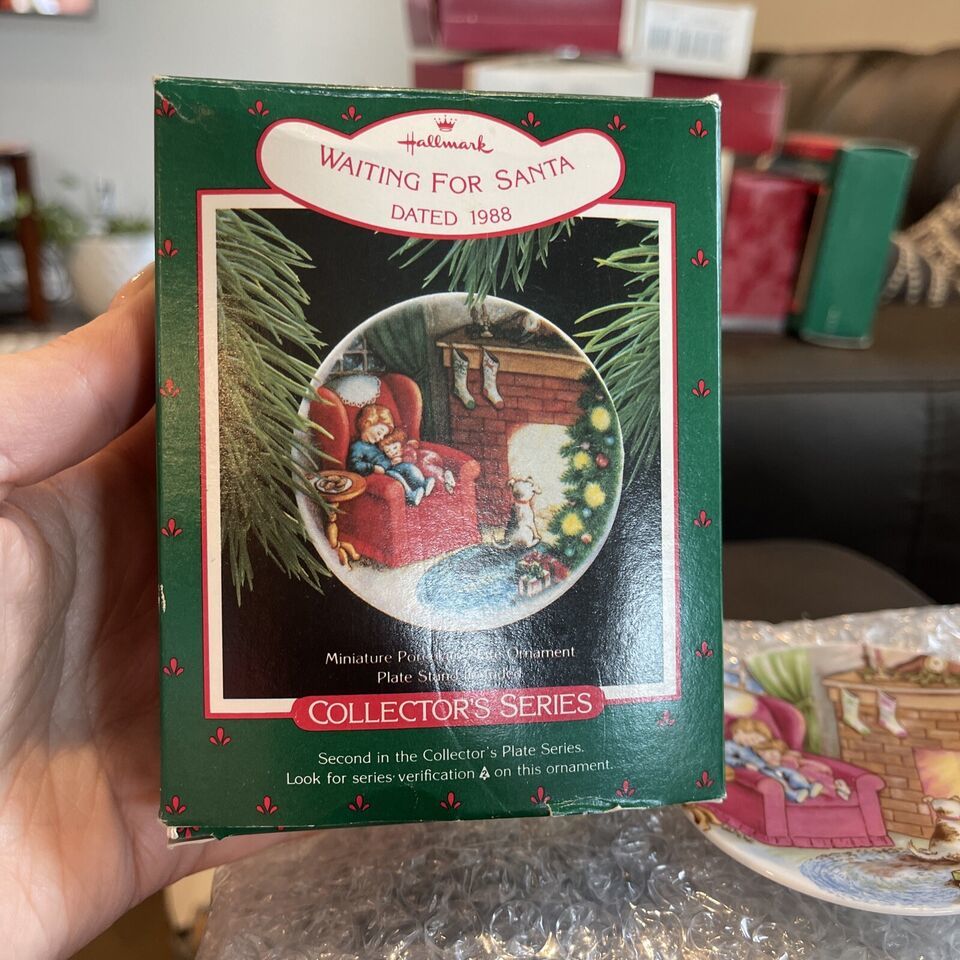 Hallmark
WAITING FOR SANTA
DATED 1988
Miniature Porcelain Plate Ornament
Plate Stand Included
COLLECTOR'S SERIES
Second in the Collector's Plate Series.
Look for series verification 2 on this ornament.